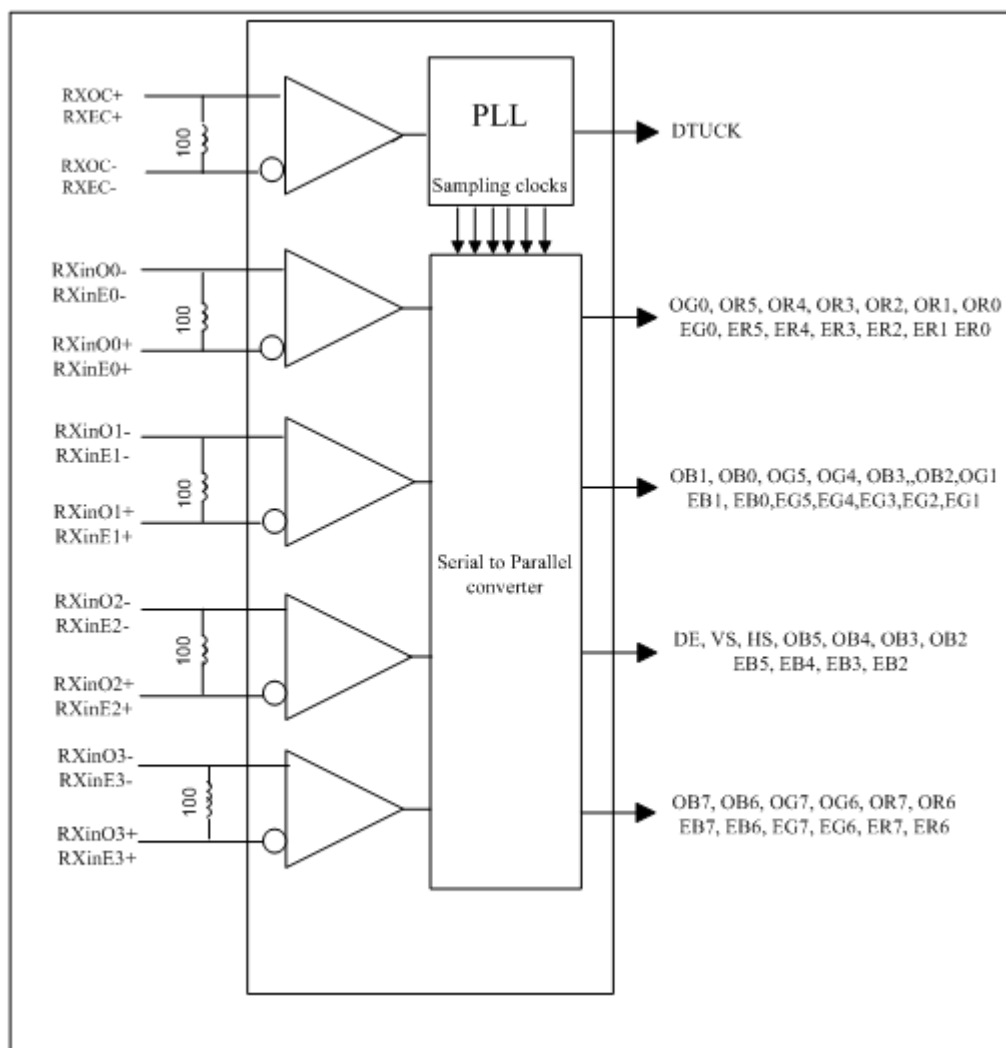 RXOC+
RXEC+
100
RXOC-
RXEC-
PLL
Sampling clocks
DTUCK
RXinO0-
RXinE0-
100
RXinO0+
RXinE0+
OG0, OR5, OR4, OR3, OR2, OR1, OR0
EG0, ER5, ER4, ER3, ER2, ER1 ER0
RXinO1-
RXinE1-
100
RXinO1+
RXinE1+
OB1, OB0, OG5, OG4, OB3,,OB2,OG1
EB1, EB0,EG5,EG4,EG3,EG2,EG1
Serial to Parallel
converter
RXinO2-
RXinE2-
100
RXinO2+
RXinE2+
DE, VS, HS, OB5, OB4, OB3, OB2
EB5, EB4, EB3, EB2
RXinO3-
RXinE3-
100
RXinO3+
RXinE3+
OB7, OB6, OG7, OG6, OR7, OR6
EB7, EB6, EG7, EG6, ER7, ER6